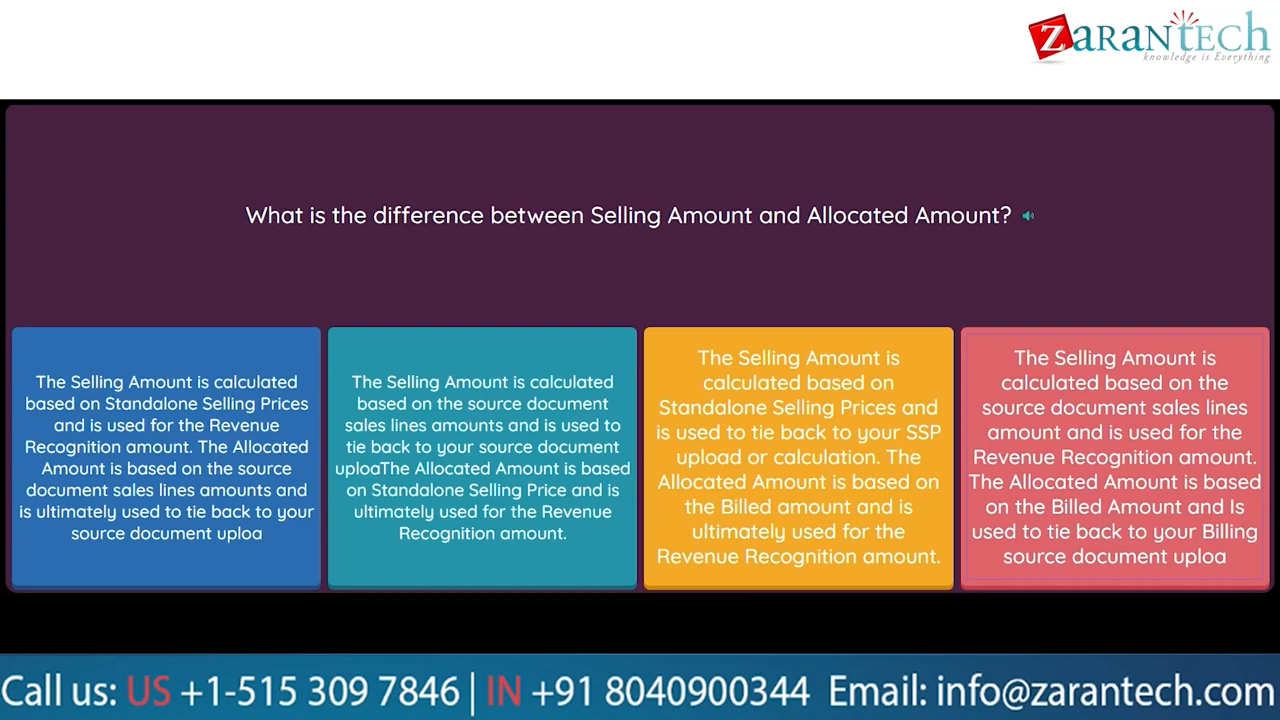 ZARANTECH
knowledge is Everything
What is the difference between Selling Amount and Allocated Amount?
The Selling Amount is calculated
based on Standalone Selling Prices
and is used for the Revenue
Recognition amount. The Allocated
Amount is based on the source
document sales lines amounts and
is ultimately used to tie back to your
source document uploa
The Selling Amount is calculated
based on the source document
sales lines amounts and is used to
tie back to your source document
uploaThe Allocated Amount is based
on Standalone Selling Price and is
ultimately used for the Revenue
Recognition amount.
The Selling Amount is
calculated based on
Standalone Selling Prices and
is used to tie back to your SSP
upload or calculation. The
Allocated Amount is based on
the Billed amount and is
ultimately used for the
Revenue Recognition amount.
The Selling Amount is
calculated based on the
source document sales lines
amount and is used for the
Revenue Recognition amount.
The Allocated Amount is based
on the Billed Amount and Is
used to tie back to your Billing
source document uploa
Call us: US +1-515 309 7846 | IN +91 8040900344 Email: info@zarantech.com